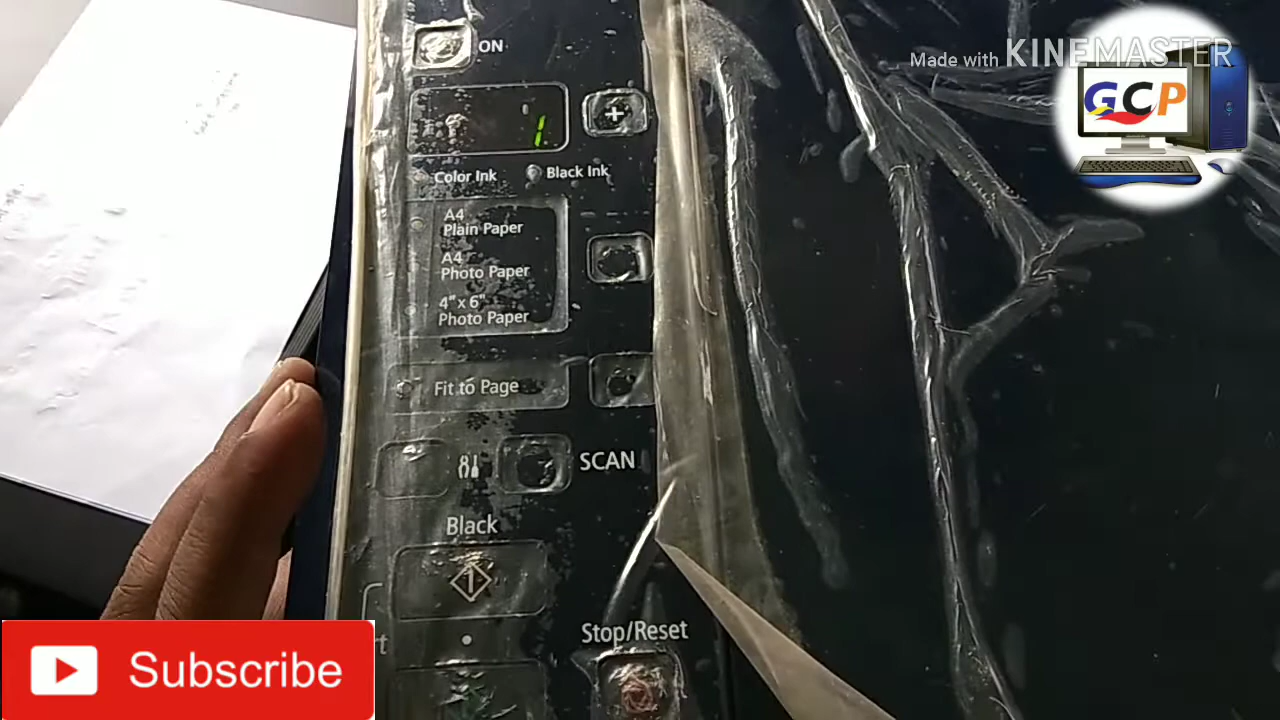 Made with KINEMASTER
GCP
ON
+
1
Color Ink
Black Ink
A4
Plain Paper
A4
Photo Paper
4" x 6"
Photo Paper
Fit to Page
SCAN
Black
Stop/Reset
Subscribe